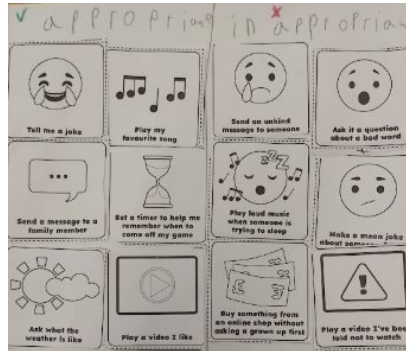 ✓ appropriate
✗ inappropria
Tell me a joke
Play my
favourite song
Send an unkind
message to someone
Ask it a question
about a bad word
Send a message to a
family member
Set a timer to help me
remember when to
come off my game
Play loud music
when someone is
trying to sleep
Make a mean joke
about
Ask what the
weather is like
Play a video I like
Buy something from
an online shop without
asking a grown up first
Play a video I've bee
told not to watch